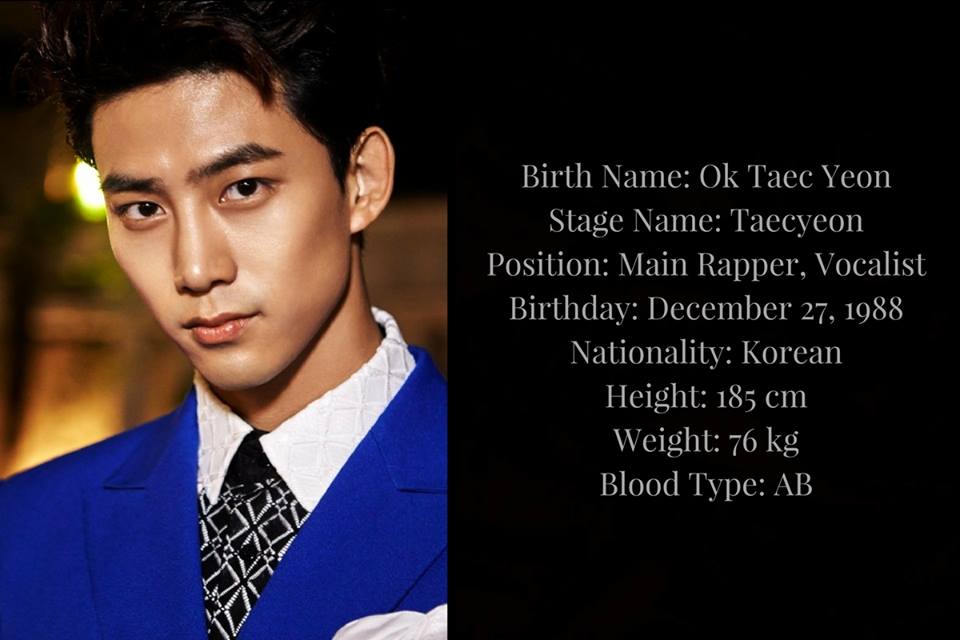 Birth Name: Ok Taec Yeon
Stage Name: Taecyeon
Position: Main Rapper, Vocalist
Birthday: December 27, 1988
Nationality: Korean
Height: 185 cm
Weight: 76 kg
Blood Type: AB